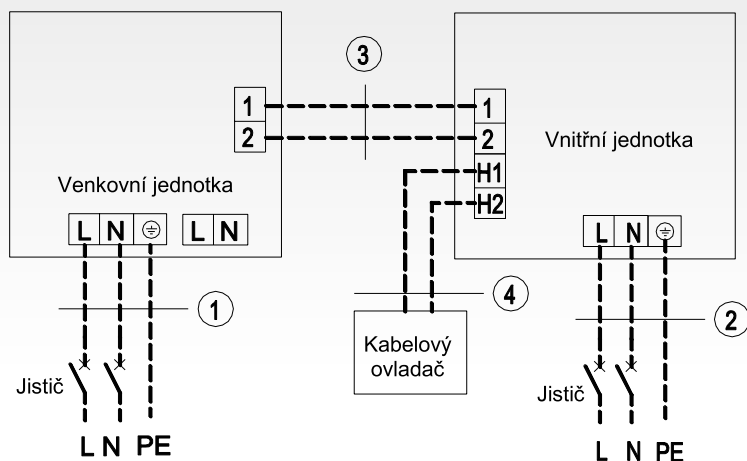 3
1
2
1
2
H1
H2
Venkovní jednotka
Vnitřní jednotka
L N
L N
L N
1
4
2
Kabelový
ovladač
Jistič
Jistič
L N PE
L N PE